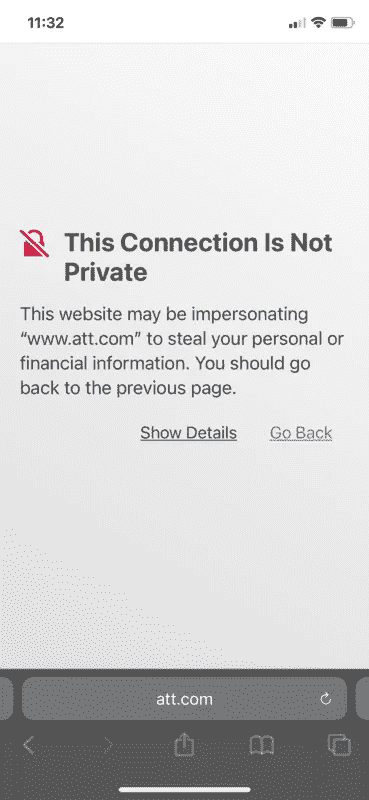 11:32
This Connection Is Not
Private
This website may be impersonating
“www.att.com” to steal your personal or
financial information. You should go
back to the previous page.
Show Details Go Back
att.com